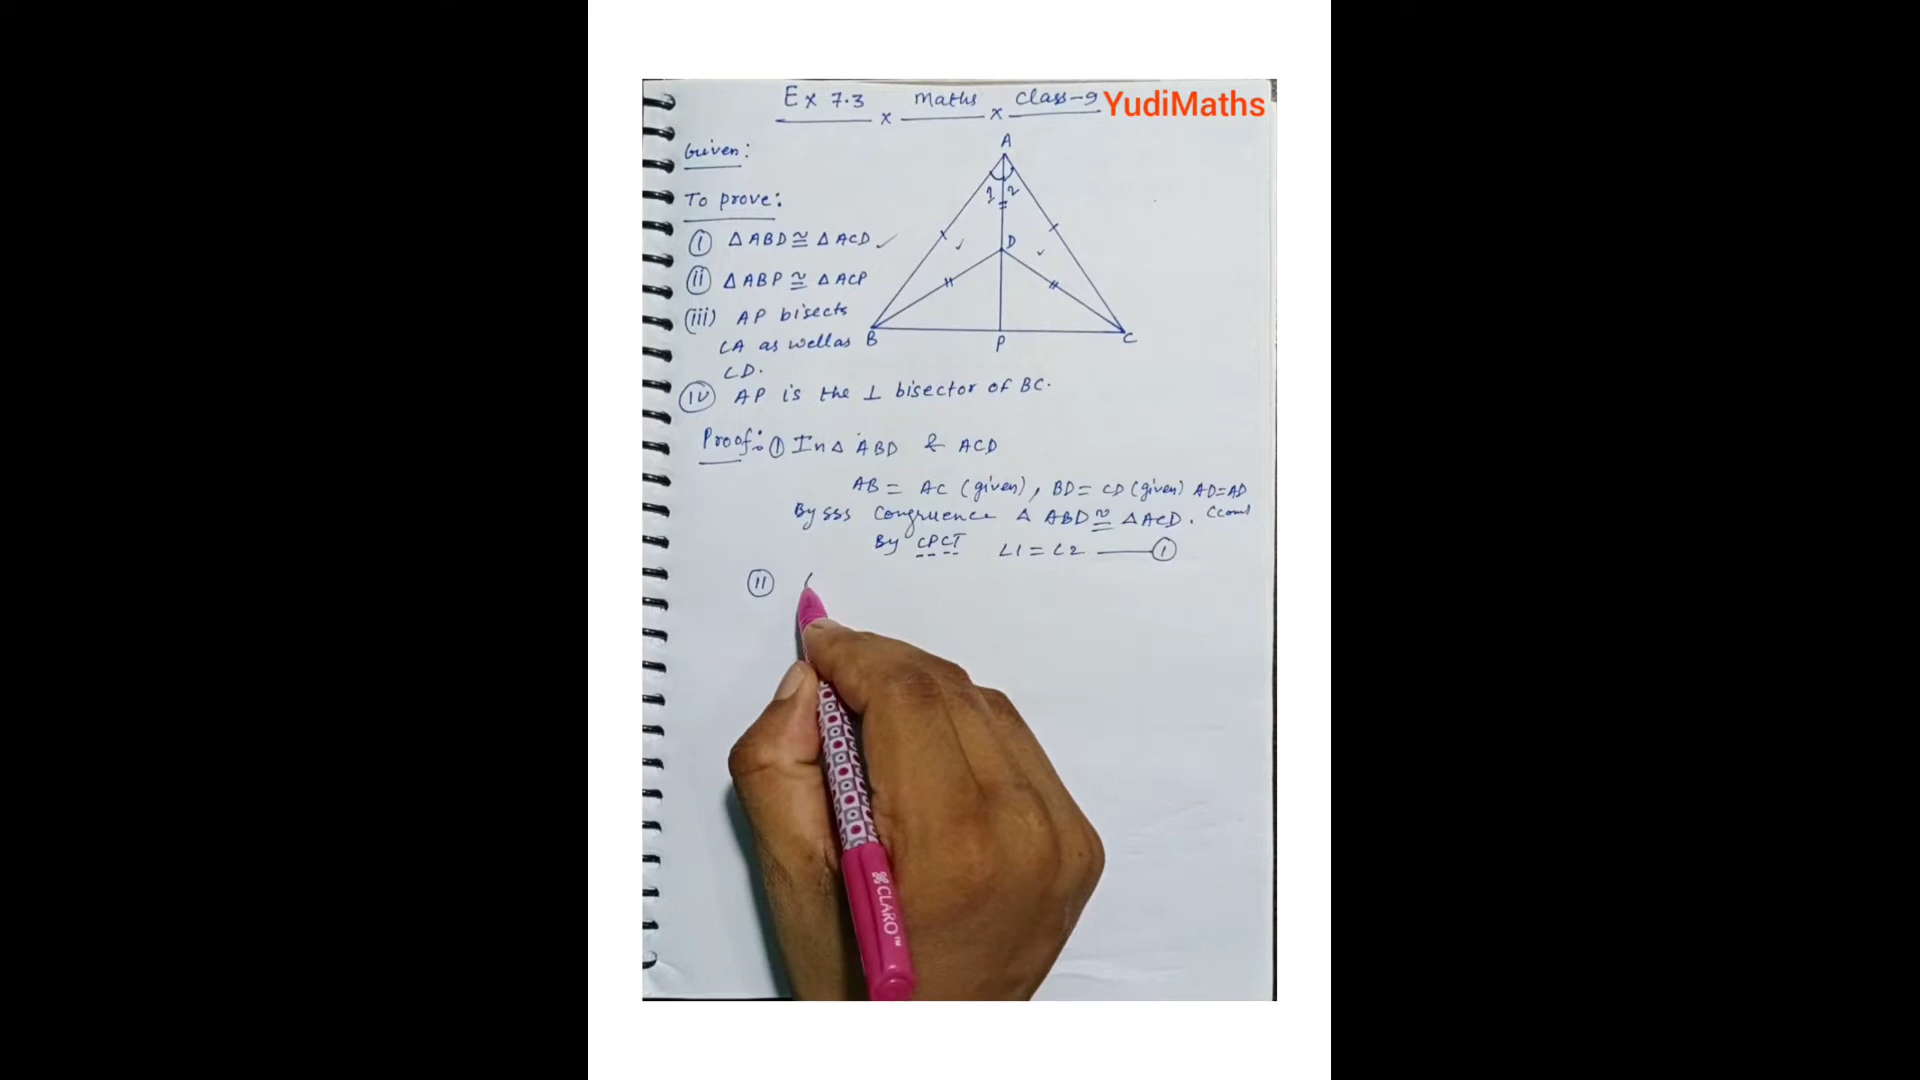 Ex 7.3 x Maths x Class-9
YudiMaths
Given:
To prove:
(i) △ABD ≅ △ACD ✓
(ii) △ABP ≅ △ACP
(iii) AP bisects
∠A as well as
∠D.
(iv) AP is the ⊥ bisector of BC.
A
1 2
D
B P C
Proof:- (i) In △ ABD & ACD
AB = AC (given), BD = CD (given) AD=AD
By SSS Congruence △ ABD ≅ △ACD.
By CPCT ∠1 = ∠2 —— (1)
(ii)
CLARO™